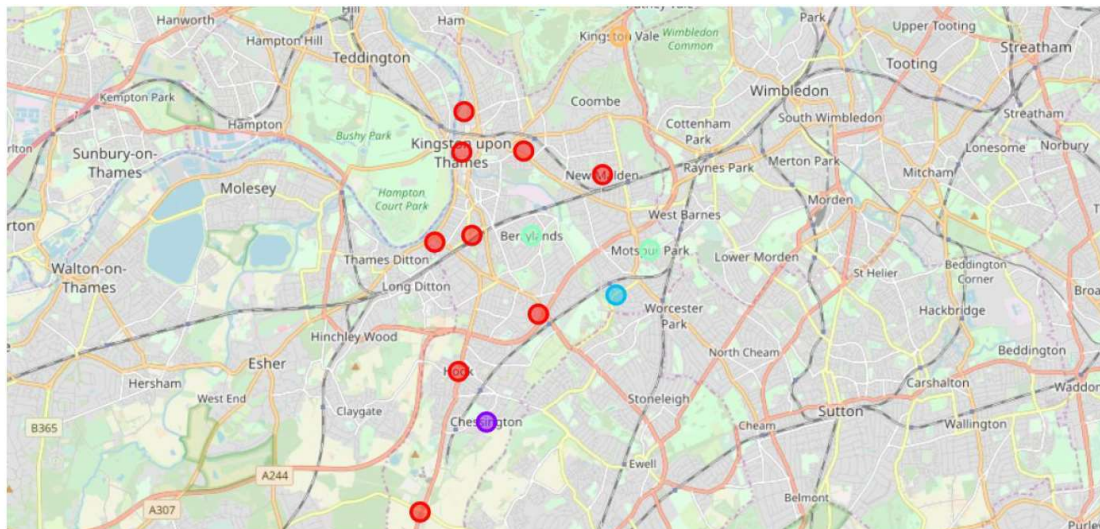 Hanworth
Hill
Ham
Putney Vale
Park
Upper Tooting
Hampton Hill
Kingston Vale
Wimbledon
Common
Streatham
Teddington
Tooting
Kempton Park
Coombe
Wimbledon
Hampton
Bushy Park
Cottenham
Park
South Wimbledon
Streatham
Sunbury-on-
Thames
Kingston upon
Thames
Lonesome
Norbury
Merton Park
Raynes Park
Mitcham
Molesey
New Malden
Hampton
Court Park
Morden
West Barnes
Berrylands
Motspur Park
Lower Morden
Walton-on-
Thames
Thames Ditton
St Helier
Beddington
Corner
Long Ditton
Worcester
Park
Hackbridge
Hinchley Wood
Esher
North Cheam
Beddington
Hersham
Hook
Carshalton
West End
Stoneleigh
Claygate
Sutton
B365
Chessington
Cheam
Wallington
Ewell
A244
Belmont
A307